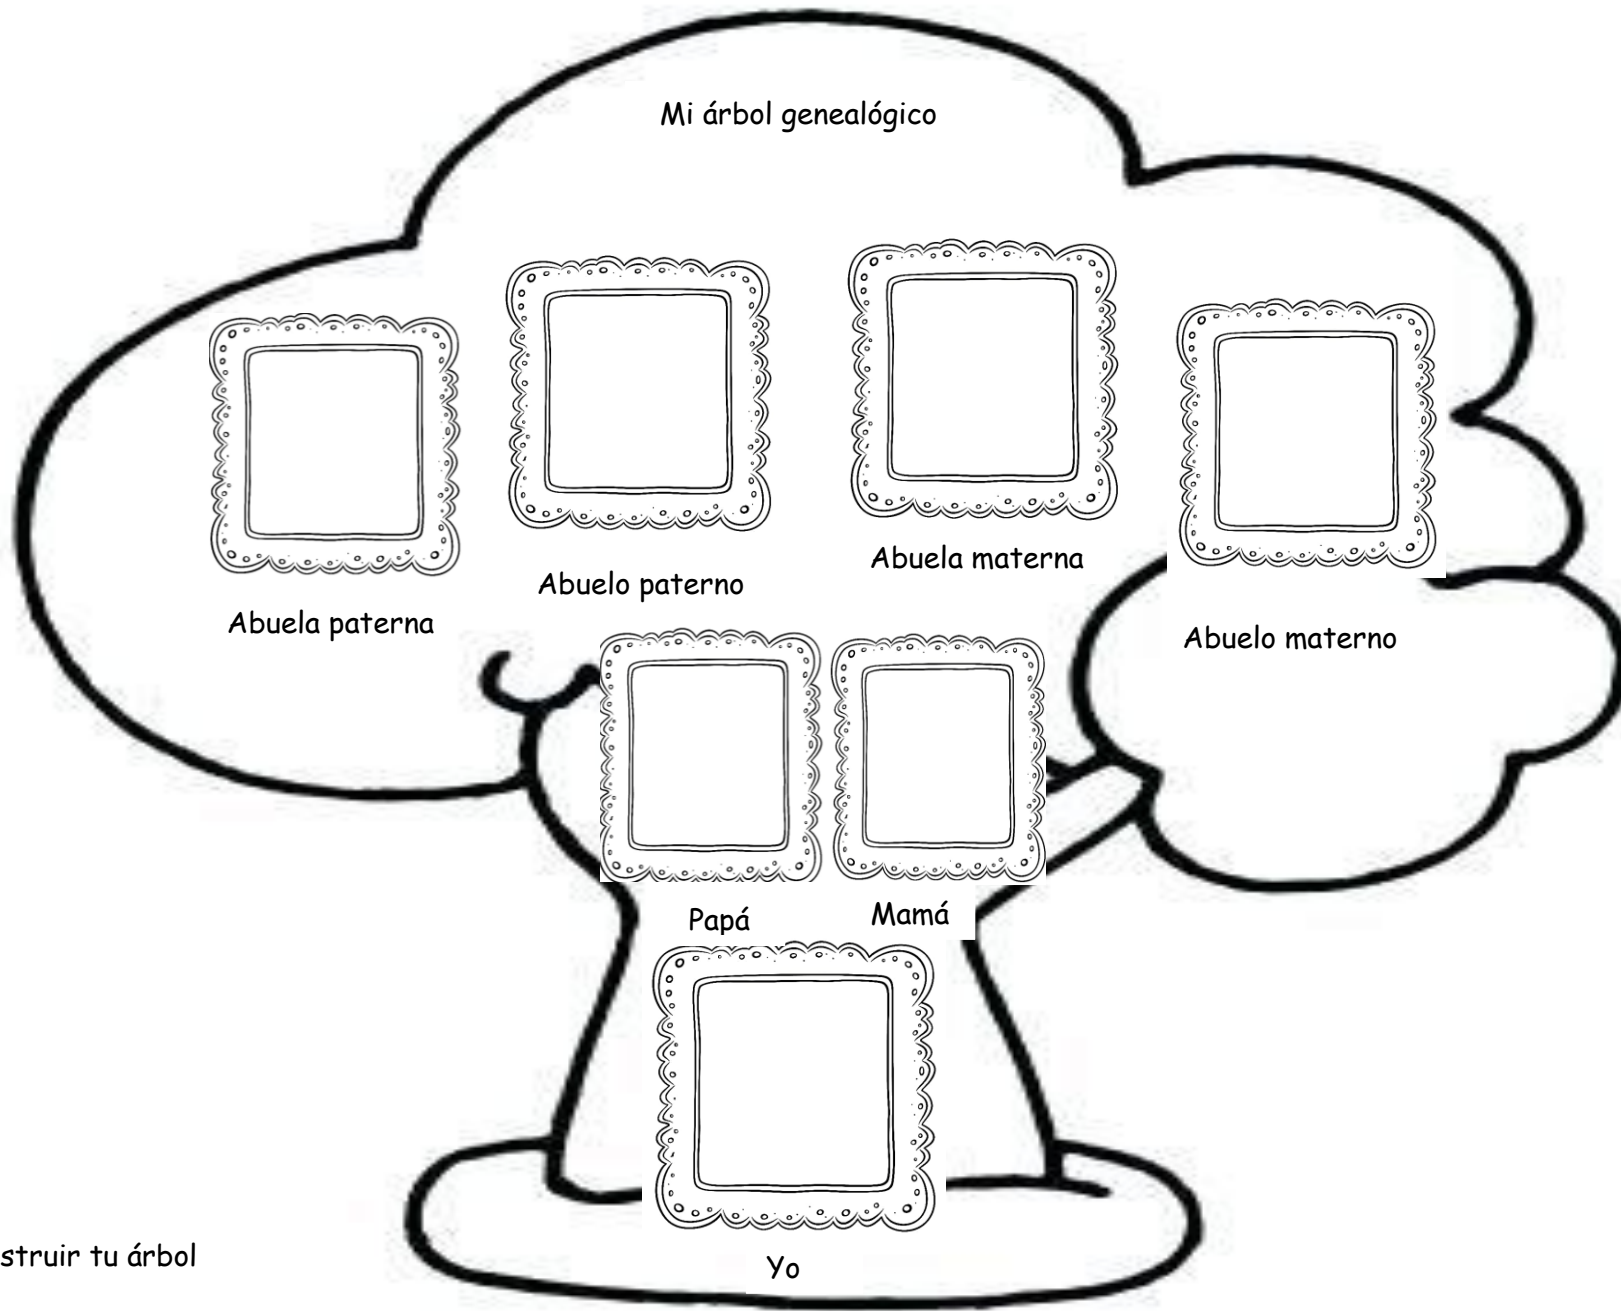 Mi árbol genealógico
Abuela materna
Abuelo paterno
Abuela paterna
Abuelo materno
Papá
Mamá
struir tu árbol
Yo